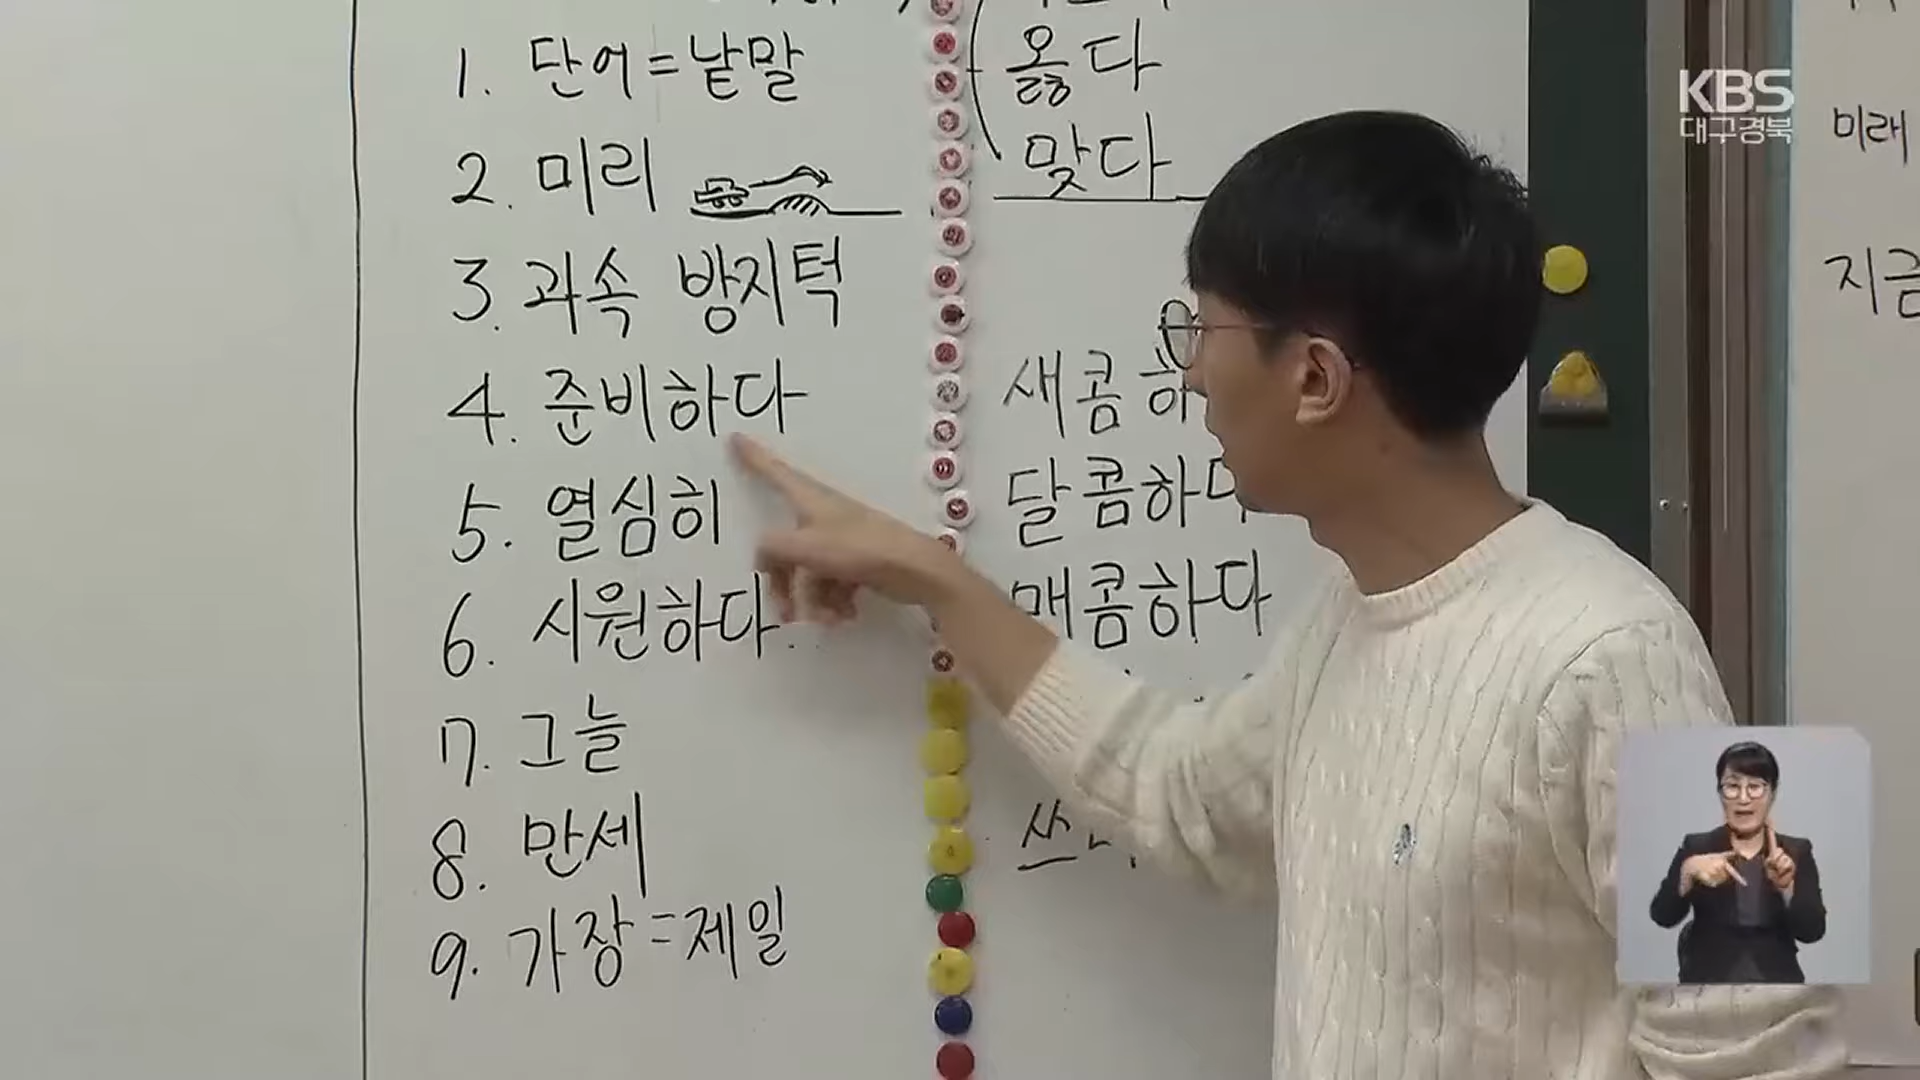 1. 단어=낱말
2. 미리
3. 과속 방지턱
4. 준비하다
5. 열심히
6. 시원하다
7. 그늘
8. 만세
9. 가장=제일
옳다
맞다
새콤하
달콤하다
매콤하다
KBS
대구경북
미래
지금